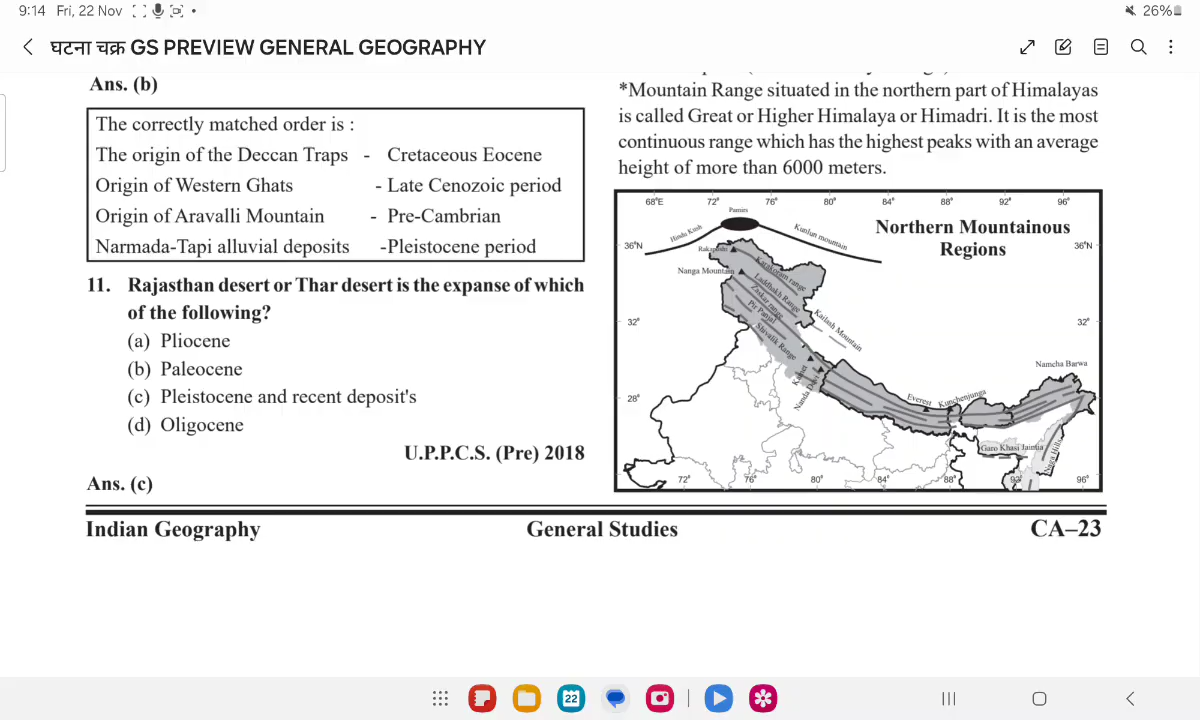 9:14 Fri, 22 Nov
26%
घटना चक्र GS PREVIEW GENERAL GEOGRAPHY
Ans. (b)
The correctly matched order is :
The origin of the Deccan Traps - Cretaceous Eocene
Origin of Western Ghats - Late Cenozoic period
Origin of Aravalli Mountain - Pre-Cambrian
Narmada-Tapi alluvial deposits -Pleistocene period
11. Rajasthan desert or Thar desert is the expanse of which
of the following?
(a) Pliocene
(b) Paleocene
(c) Pleistocene and recent deposit's
(d) Oligocene
U.P.P.C.S. (Pre) 2018
Ans. (c)
*Mountain Range situated in the northern part of Himalayas
is called Great or Higher Himalaya or Himadri. It is the most
continuous range which has the highest peaks with an average
height of more than 6000 meters.
68°E 72° 76° 80° 84° 88° 92° 96°
Northern Mountainous
Regions
Pamirs
Hindu Kush
Kunlun mountain
36°N 36°N
Rakaposhi
Nanga Mountain
Karakoram range
Laddhakh Range
Zaskar range
Pir Panjal
Shivalik Range
Kailash Mountain
32° 32°
Kamet
Nanda Devi
Namcha Barwa
28°
Everest
Kunchenjunga
Garo Khasi Jaintia
Naga Hills
72° 76° 80° 84° 88° 92° 96°
Indian Geography General Studies CA–23
22